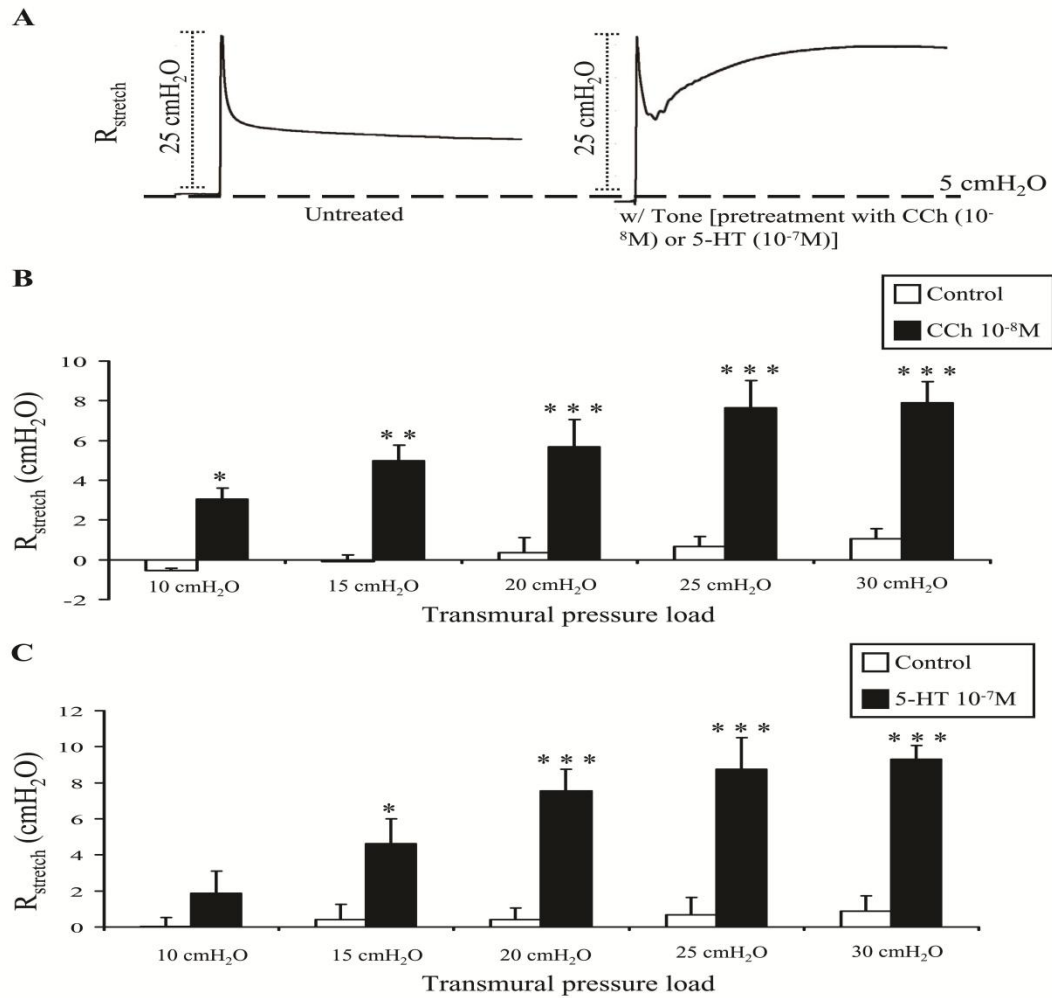 A
R_stretch
25 cmH₂O
25 cmH₂O
5 cmH₂O
Untreated
w/ Tone [pretreatment with CCh (10⁻
⁸M) or 5-HT (10⁻⁷M)]
B
Control
CCh 10⁻⁸M
R_stretch (cmH₂O)
10
8
6
4
2
0
-2
*
**
***
***
***
10 cmH₂O
15 cmH₂O
20 cmH₂O
25 cmH₂O
30 cmH₂O
Transmural pressure load
C
Control
5-HT 10⁻⁷M
R_stretch (cmH₂O)
12
10
8
6
4
2
0
*
***
***
***
10 cmH₂O
15 cmH₂O
20 cmH₂O
25 cmH₂O
30 cmH₂O
Transmural pressure load